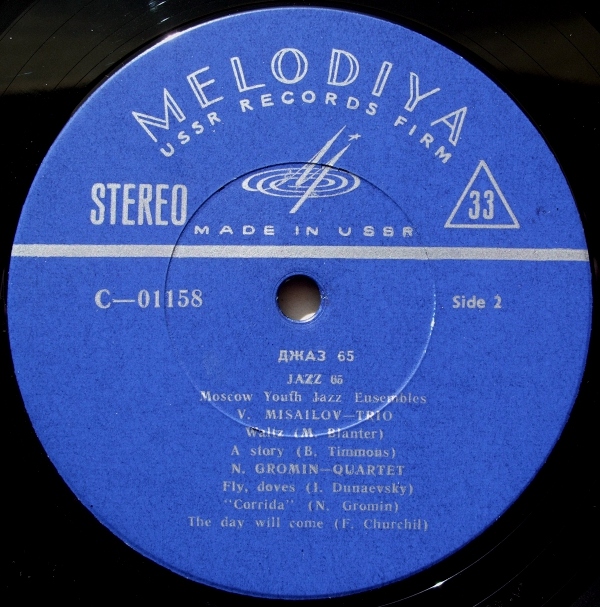 MELODIYA
USSR RECORDS FIRM
STEREO
33
MADE IN USSR
C—01158
Side 2
ДЖАЗ 65
JAZZ 65
Moscow Youth Jazz Eusembles
V. MISAILOV—TRIO
Waltz (M. Blanter)
A story (B. Timmons)
N. GROMIN—QUARTET
Fly, doves (I. Dunaevsky)
"Corrida" (N. Gromin)
The day will come (F. Churchil)